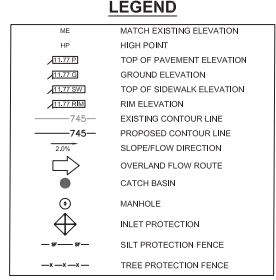 LEGEND
ME MATCH EXISTING ELEVATION
HP HIGH POINT
11.77 P TOP OF PAVEMENT ELEVATION
11.77 G GROUND ELEVATION
11.77 SW TOP OF SIDEWALK ELEVATION
11.77 RIM RIM ELEVATION
745 EXISTING CONTOUR LINE
745 PROPOSED CONTOUR LINE
2.0% SLOPE/FLOW DIRECTION
OVERLAND FLOW ROUTE
CATCH BASIN
MANHOLE
INLET PROTECTION
SF SF SILT PROTECTION FENCE
x x x TREE PROTECTION FENCE